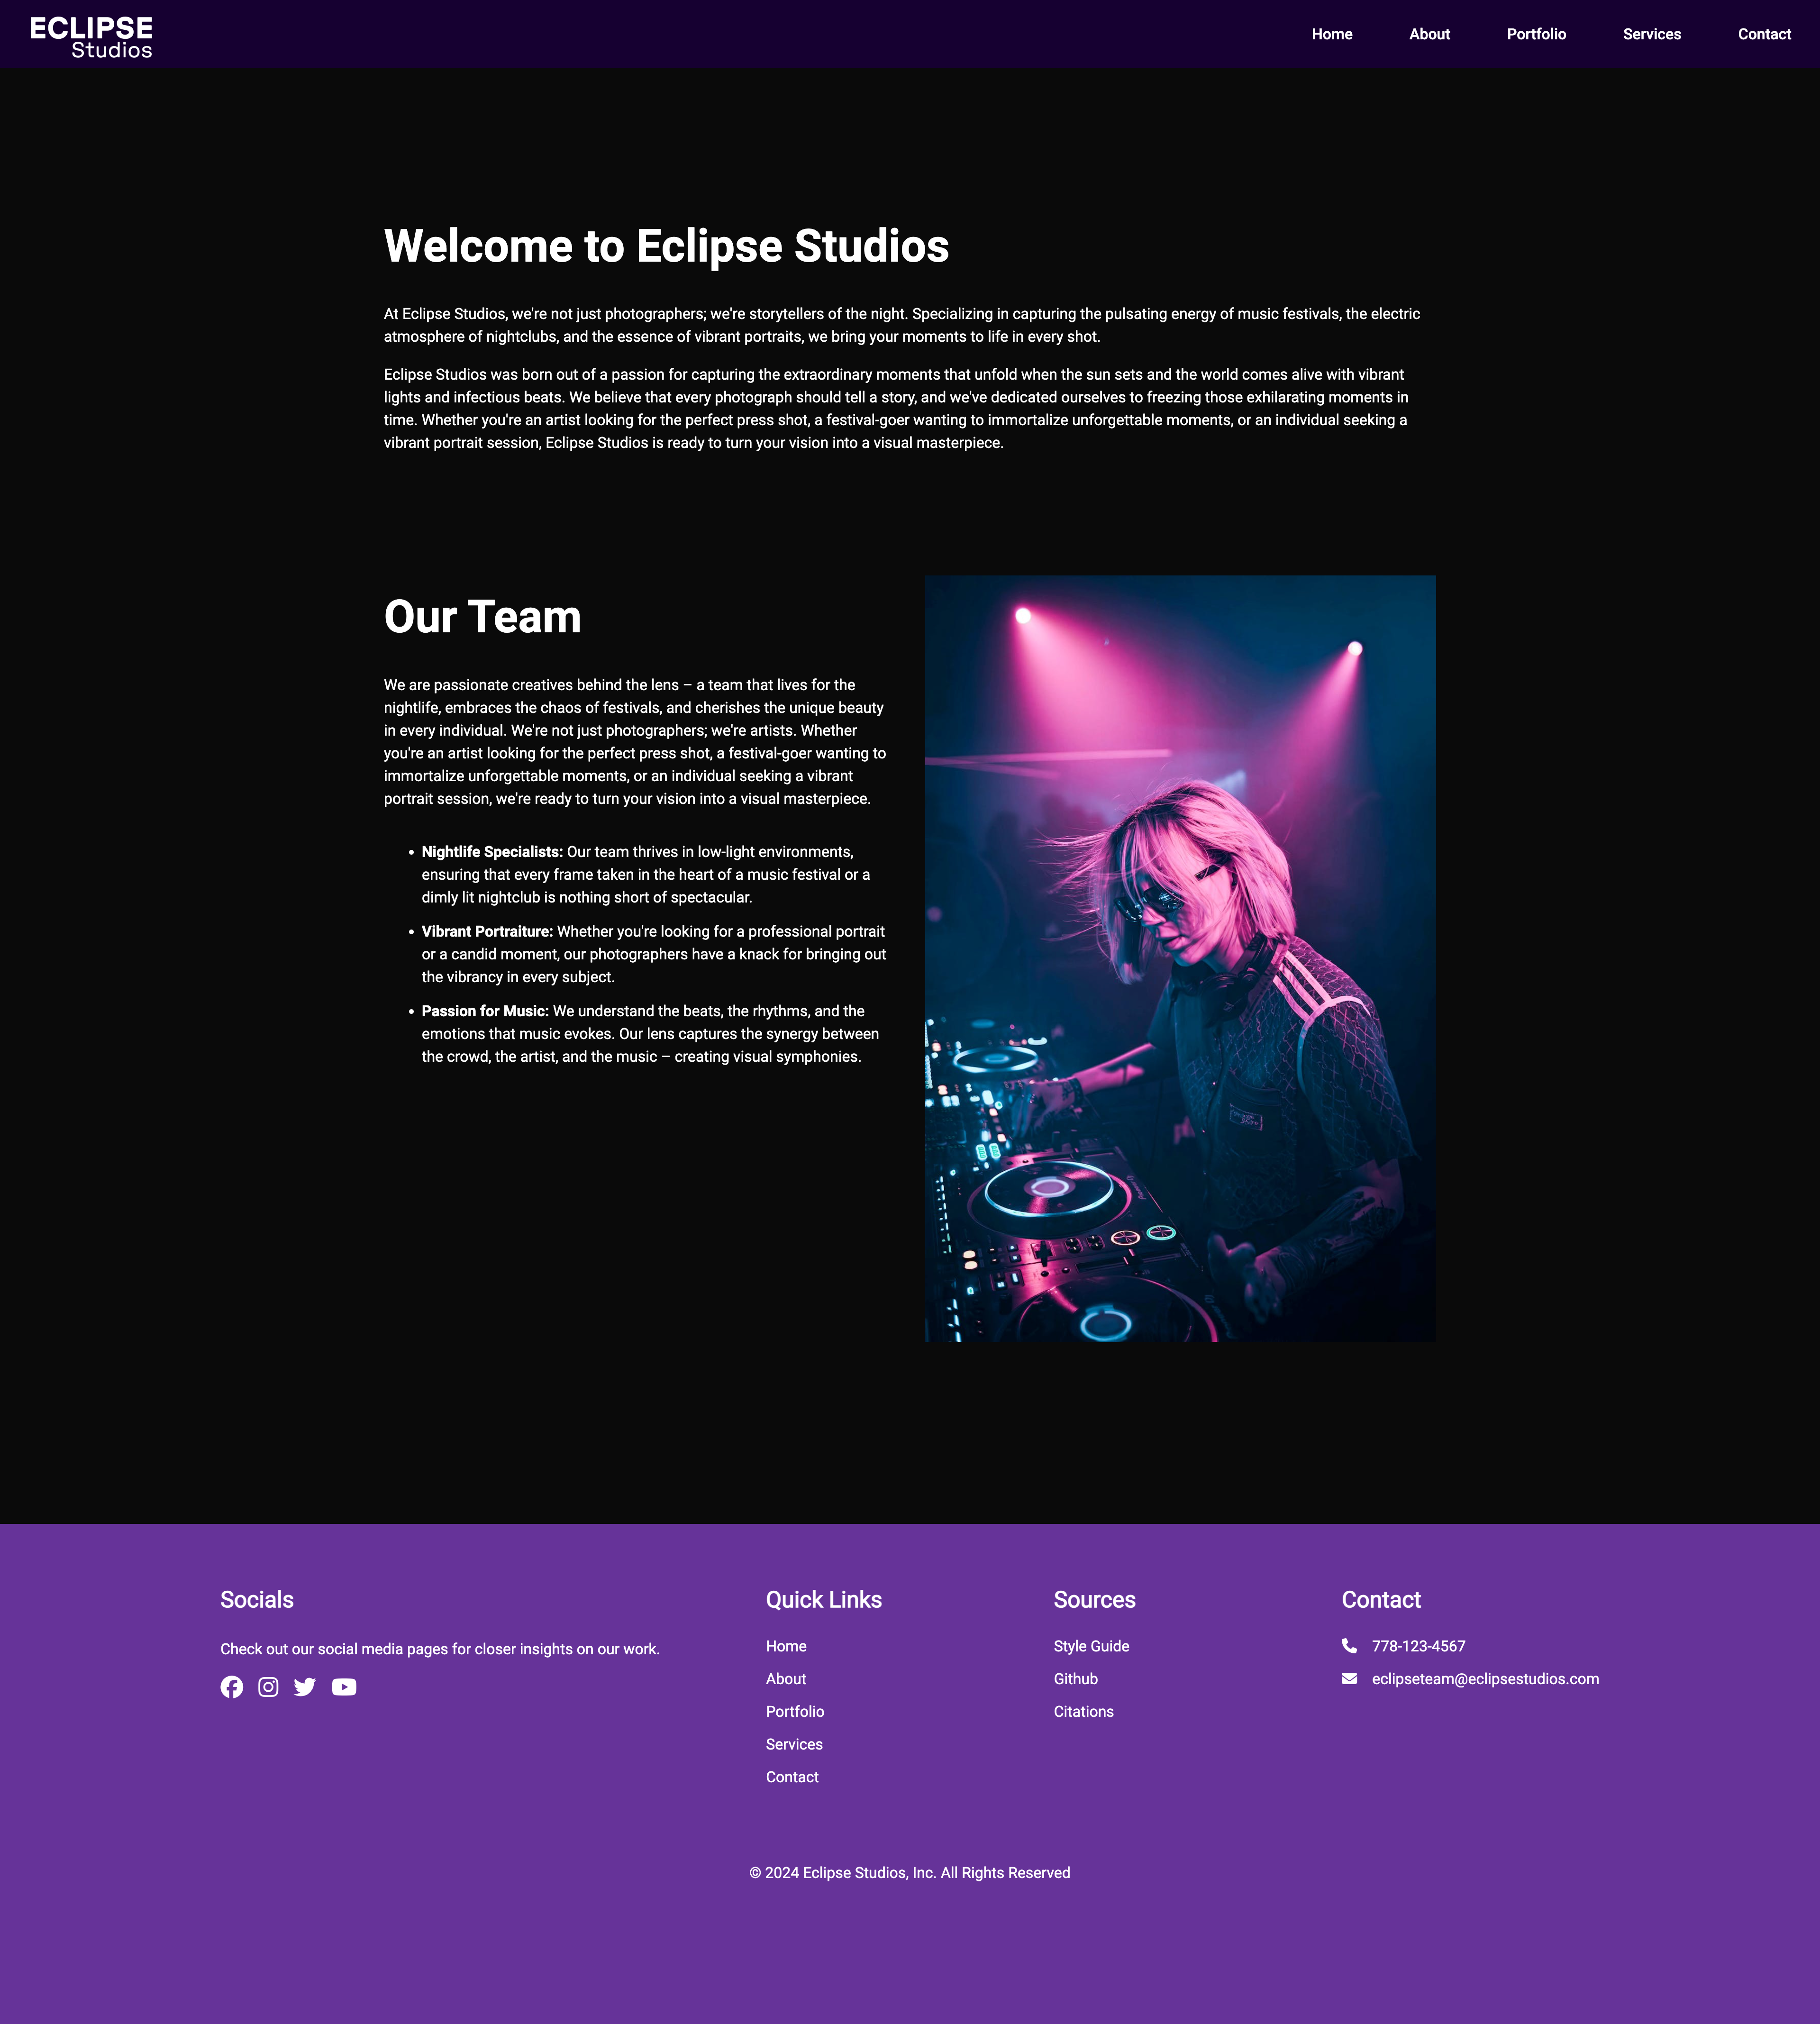 ECLIPSE
Studios
Home
About
Portfolio
Services
Contact
Welcome to Eclipse Studios
At Eclipse Studios, we're not just photographers; we're storytellers of the night. Specializing in capturing the pulsating energy of music festivals, the electric
atmosphere of nightclubs, and the essence of vibrant portraits, we bring your moments to life in every shot.
Eclipse Studios was born out of a passion for capturing the extraordinary moments that unfold when the sun sets and the world comes alive with vibrant
lights and infectious beats. We believe that every photograph should tell a story, and we've dedicated ourselves to freezing those exhilarating moments in
time. Whether you're an artist looking for the perfect press shot, a festival-goer wanting to immortalize unforgettable moments, or an individual seeking a
vibrant portrait session, Eclipse Studios is ready to turn your vision into a visual masterpiece.
Our Team
We are passionate creatives behind the lens – a team that lives for the
nightlife, embraces the chaos of festivals, and cherishes the unique beauty
in every individual. We're not just photographers; we're artists. Whether
you're an artist looking for the perfect press shot, a festival-goer wanting to
immortalize unforgettable moments, or an individual seeking a vibrant
portrait session, we're ready to turn your vision into a visual masterpiece.
• Nightlife Specialists: Our team thrives in low-light environments,
ensuring that every frame taken in the heart of a music festival or a
dimly lit nightclub is nothing short of spectacular.
• Vibrant Portraiture: Whether you're looking for a professional portrait
or a candid moment, our photographers have a knack for bringing out
the vibrancy in every subject.
• Passion for Music: We understand the beats, the rhythms, and the
emotions that music evokes. Our lens captures the synergy between
the crowd, the artist, and the music – creating visual symphonies.
Socials
Check out our social media pages for closer insights on our work.
Quick Links
Home
About
Portfolio
Services
Contact
Sources
Style Guide
Github
Citations
Contact
778-123-4567
eclipseteam@eclipsestudios.com
© 2024 Eclipse Studios, Inc. All Rights Reserved